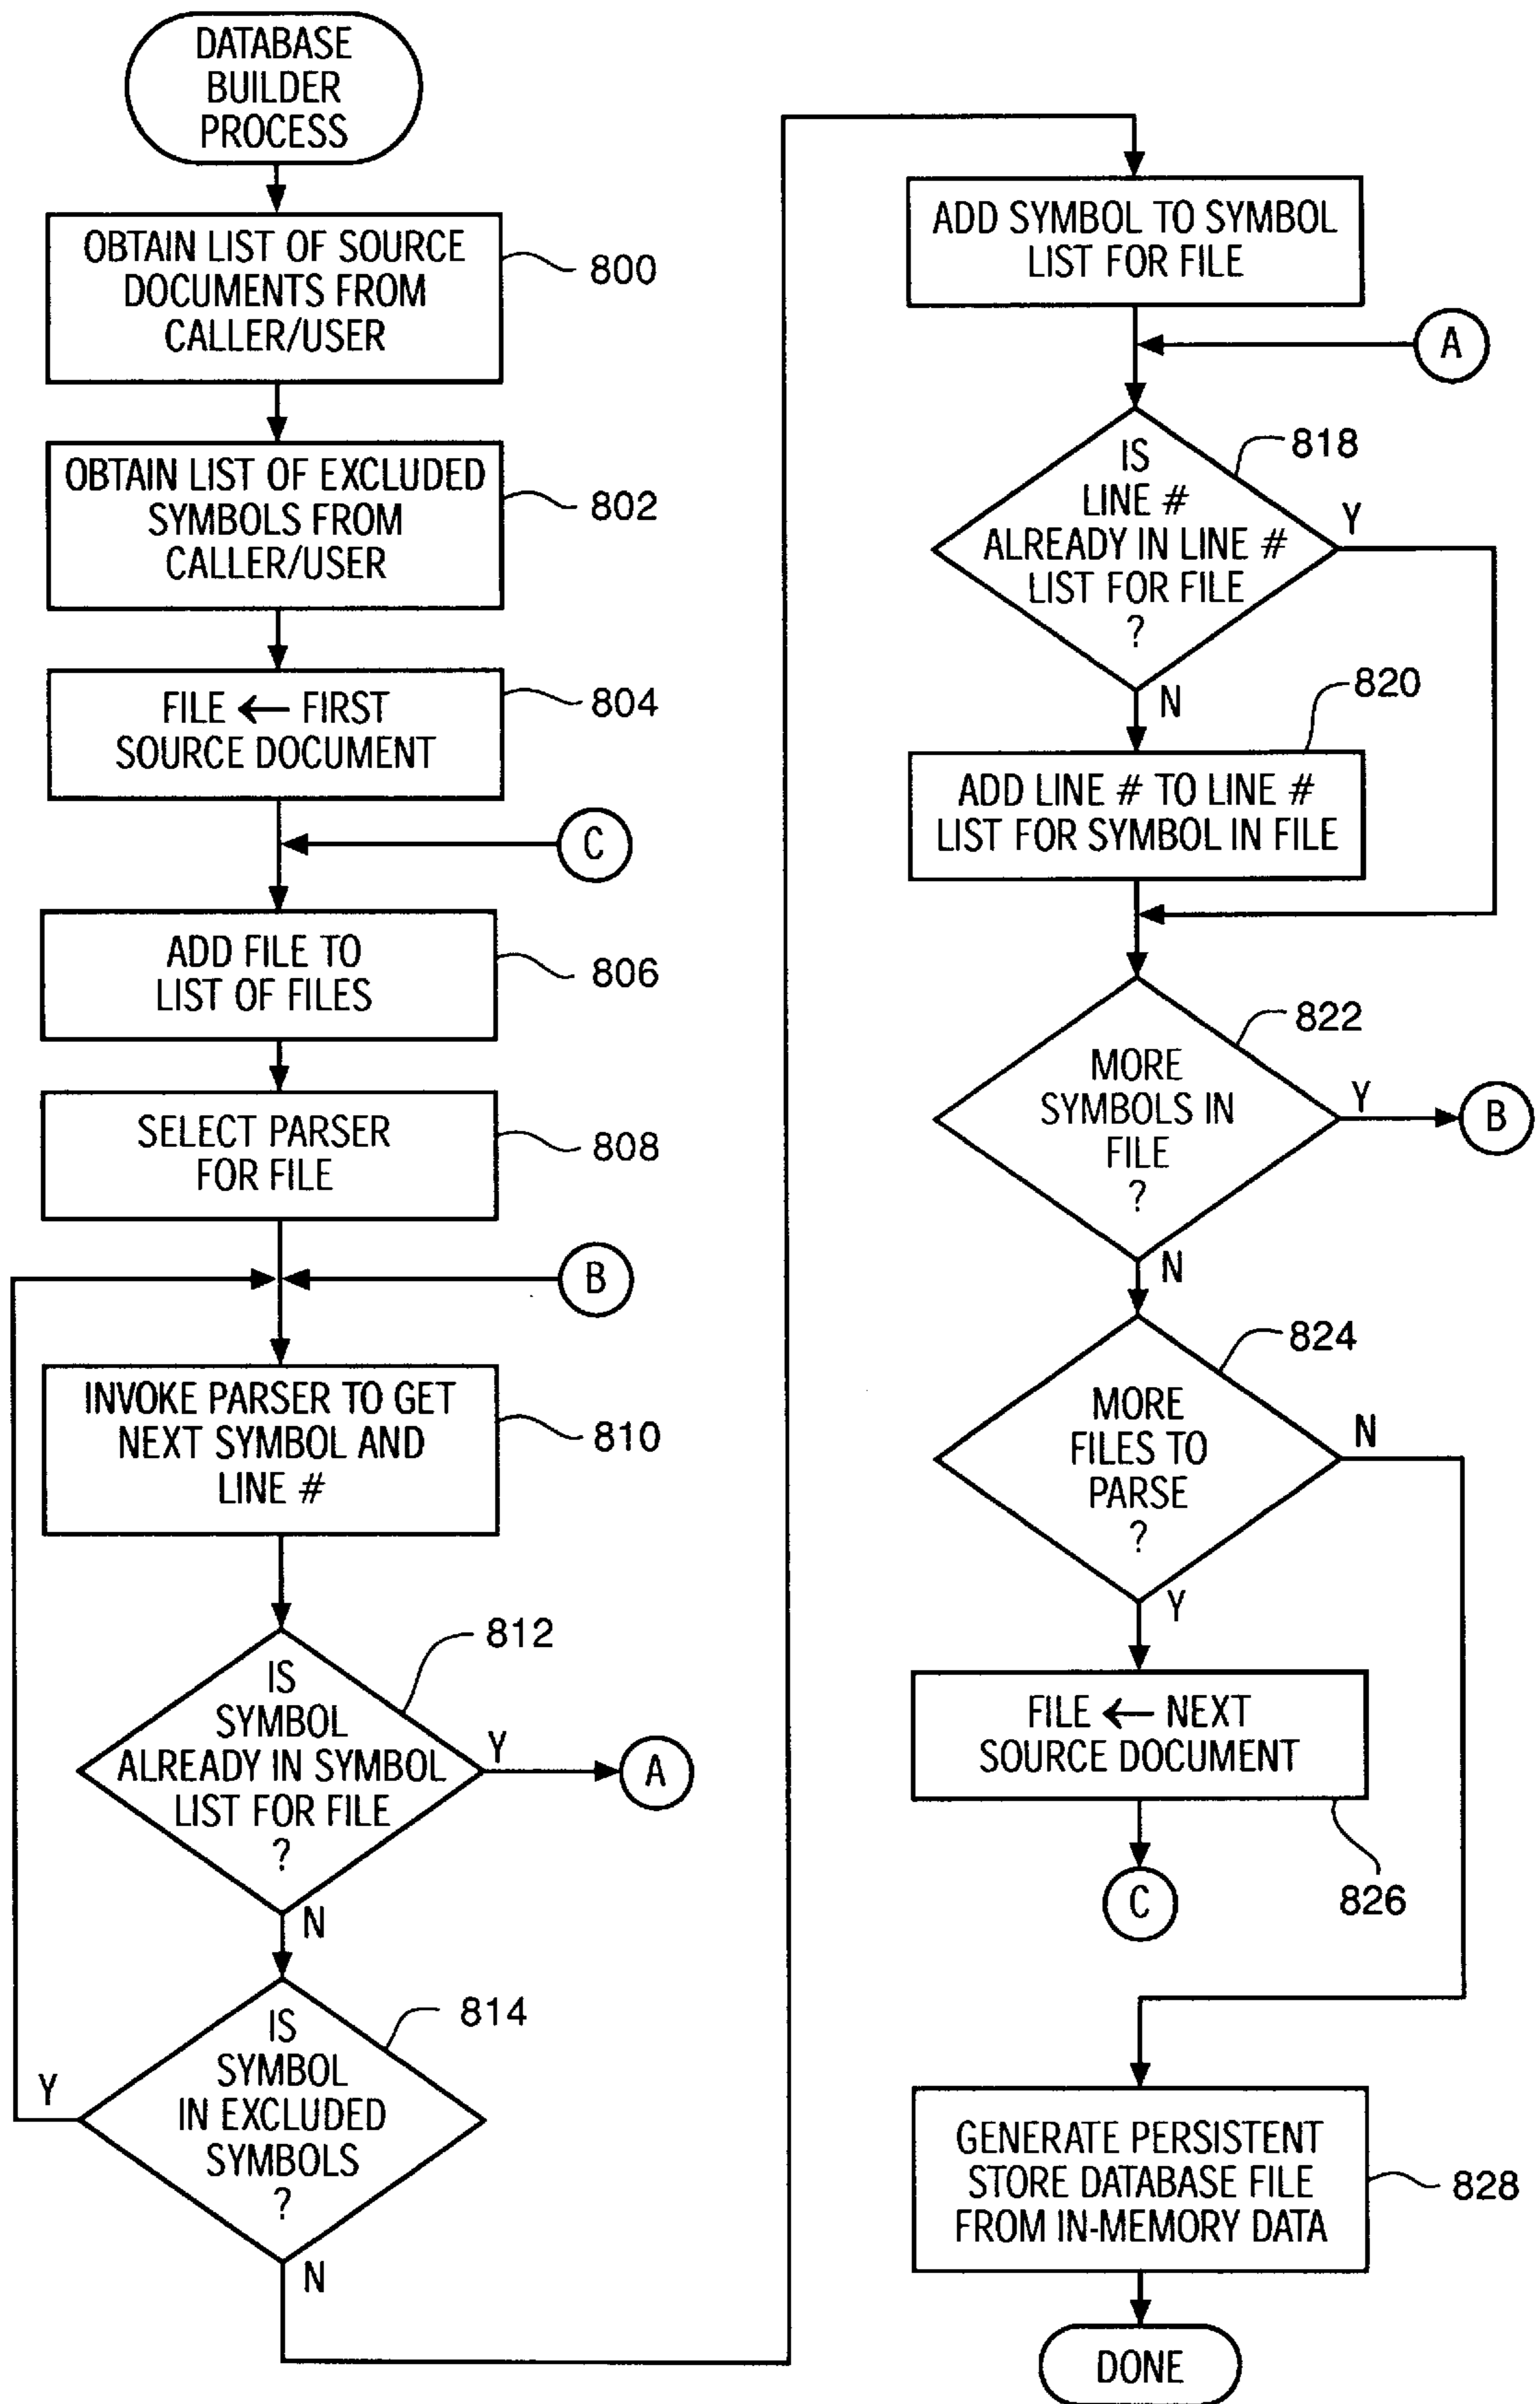 DATABASE
BUILDER
PROCESS
OBTAIN LIST OF SOURCE
DOCUMENTS FROM
CALLER/USER
800
OBTAIN LIST OF EXCLUDED
SYMBOLS FROM
CALLER/USER
802
FILE ← FIRST
SOURCE DOCUMENT
804
C
ADD FILE TO
LIST OF FILES
806
SELECT PARSER
FOR FILE
808
B
INVOKE PARSER TO GET
NEXT SYMBOL AND
LINE #
810
IS
SYMBOL
ALREADY IN SYMBOL
LIST FOR FILE
?
812
Y
A
N
IS
SYMBOL
IN EXCLUDED
SYMBOLS
?
814
Y
N
ADD SYMBOL TO SYMBOL
LIST FOR FILE
A
IS
LINE #
ALREADY IN LINE #
LIST FOR FILE
?
818
Y
N
820
ADD LINE # TO LINE #
LIST FOR SYMBOL IN FILE
MORE
SYMBOLS IN
FILE
?
822
Y
B
N
MORE
FILES TO
PARSE
?
824
N
Y
FILE ← NEXT
SOURCE DOCUMENT
826
C
GENERATE PERSISTENT
STORE DATABASE FILE
FROM IN-MEMORY DATA
828
DONE